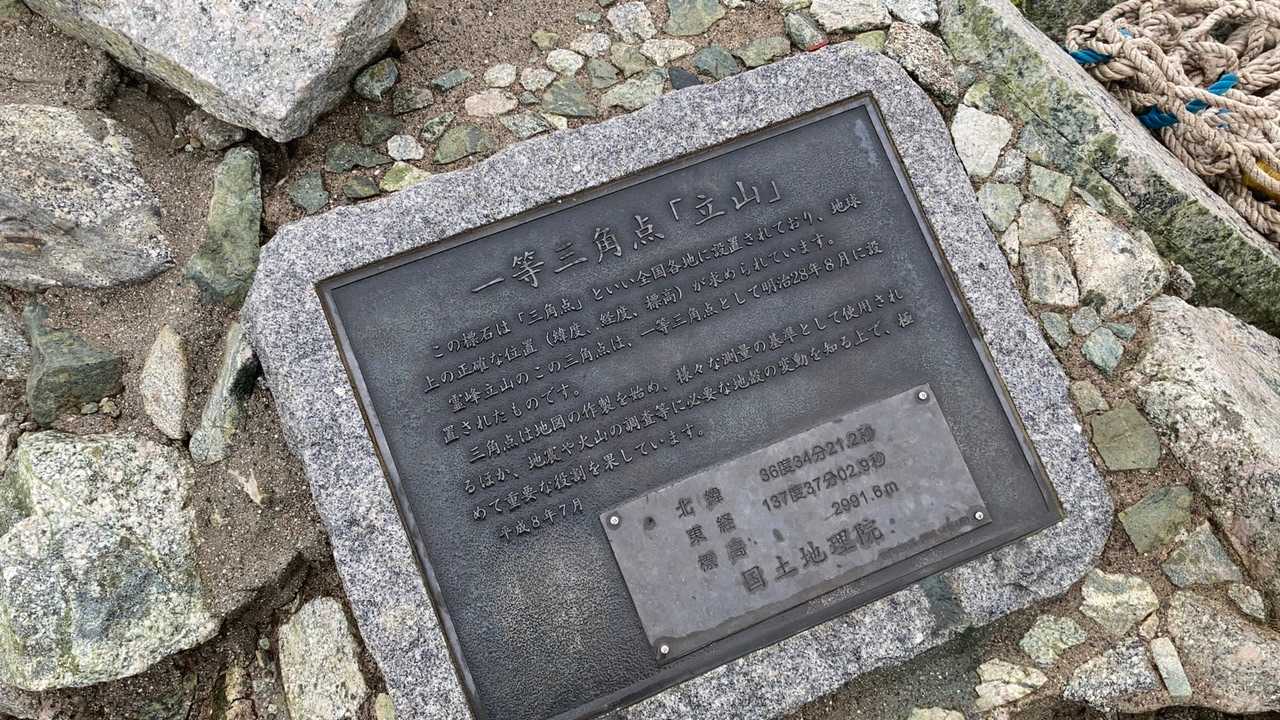 一等三角点「立山」
この標石は「三角点」といい全国各地に設置されており、地球
上の正確な位置（緯度、経度、標高）が求められています。
霊峰立山のこの三角点は、一等三角点として明治28年8月に設
置されたものです。
三角点は地図の作製を始め、様々な測量の基準として使用され
るほか、地震や火山の調査等に必要な地殻の変動を知る上で、極
めて重要な役割を果しています。
平成8年7月
北緯 36度34分21.2秒
東経 137度37分02.9秒
標高 2991.6m
国土地理院